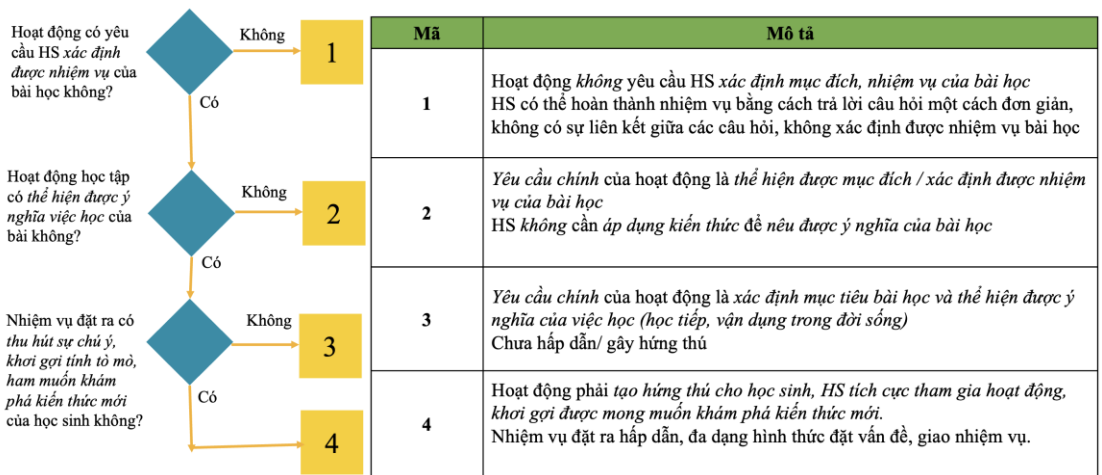 Hoạt động có yêu
cầu HS xác định
được nhiệm vụ của
bài học không?
Không
1
Có
Hoạt động học tập
có thể hiện được ý
nghĩa việc học của
bài không?
Không
2
Có
Nhiệm vụ đặt ra có
thu hút sự chú ý,
khơi gợi tính tò mò,
ham muốn khám
phá kiến thức mới
của học sinh không?
Không
3
Có
4
Mã
Mô tả
1
Hoạt động không yêu cầu HS xác định mục đích, nhiệm vụ của bài học
HS có thể hoàn thành nhiệm vụ bằng cách trả lời câu hỏi một cách đơn giản,
không có sự liên kết giữa các câu hỏi, không xác định được nhiệm vụ bài học
2
Yêu cầu chính của hoạt động là thể hiện được mục đích / xác định được nhiệm
vụ của bài học
HS không cần áp dụng kiến thức để nêu được ý nghĩa của bài học
3
Yêu cầu chính của hoạt động là xác định mục tiêu bài học và thể hiện được ý
nghĩa của việc học (học tiếp, vận dụng trong đời sống)
Chưa hấp dẫn/ gây hứng thú
4
Hoạt động phải tạo hứng thú cho học sinh, HS tích cực tham gia hoạt động,
khơi gợi được mong muốn khám phá kiến thức mới.
Nhiệm vụ đặt ra hấp dẫn, đa dạng hình thức đặt vấn đề, giao nhiệm vụ.